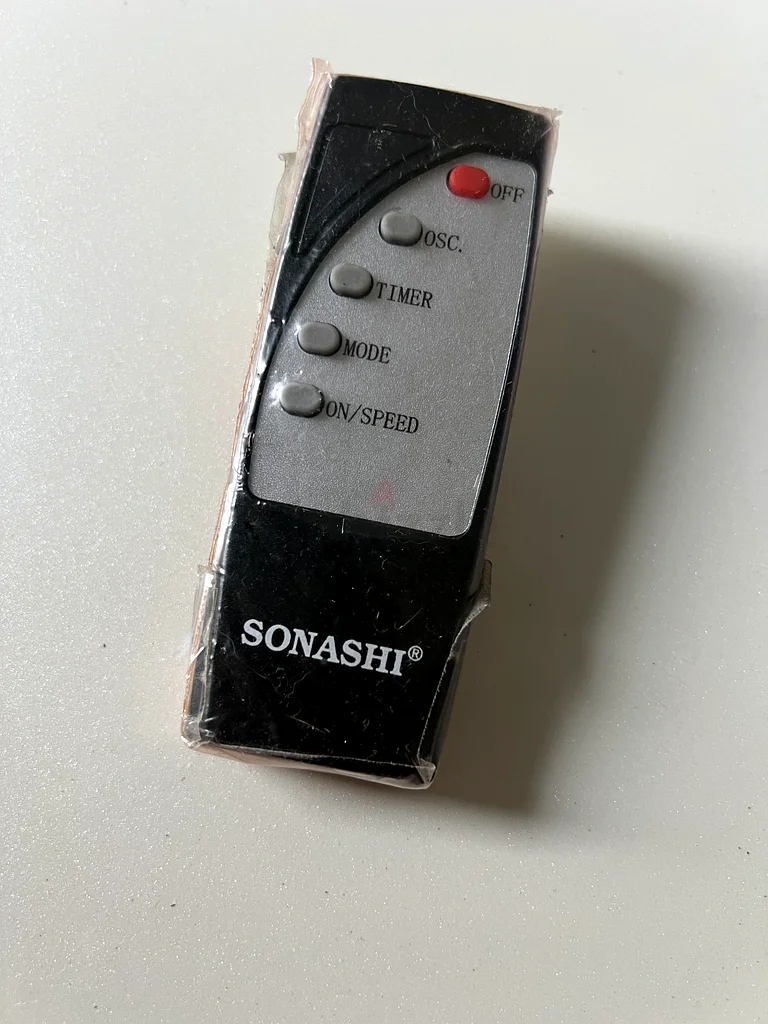 OFF
OSC.
TIMER
MODE
ON/SPEED
SONASHI®